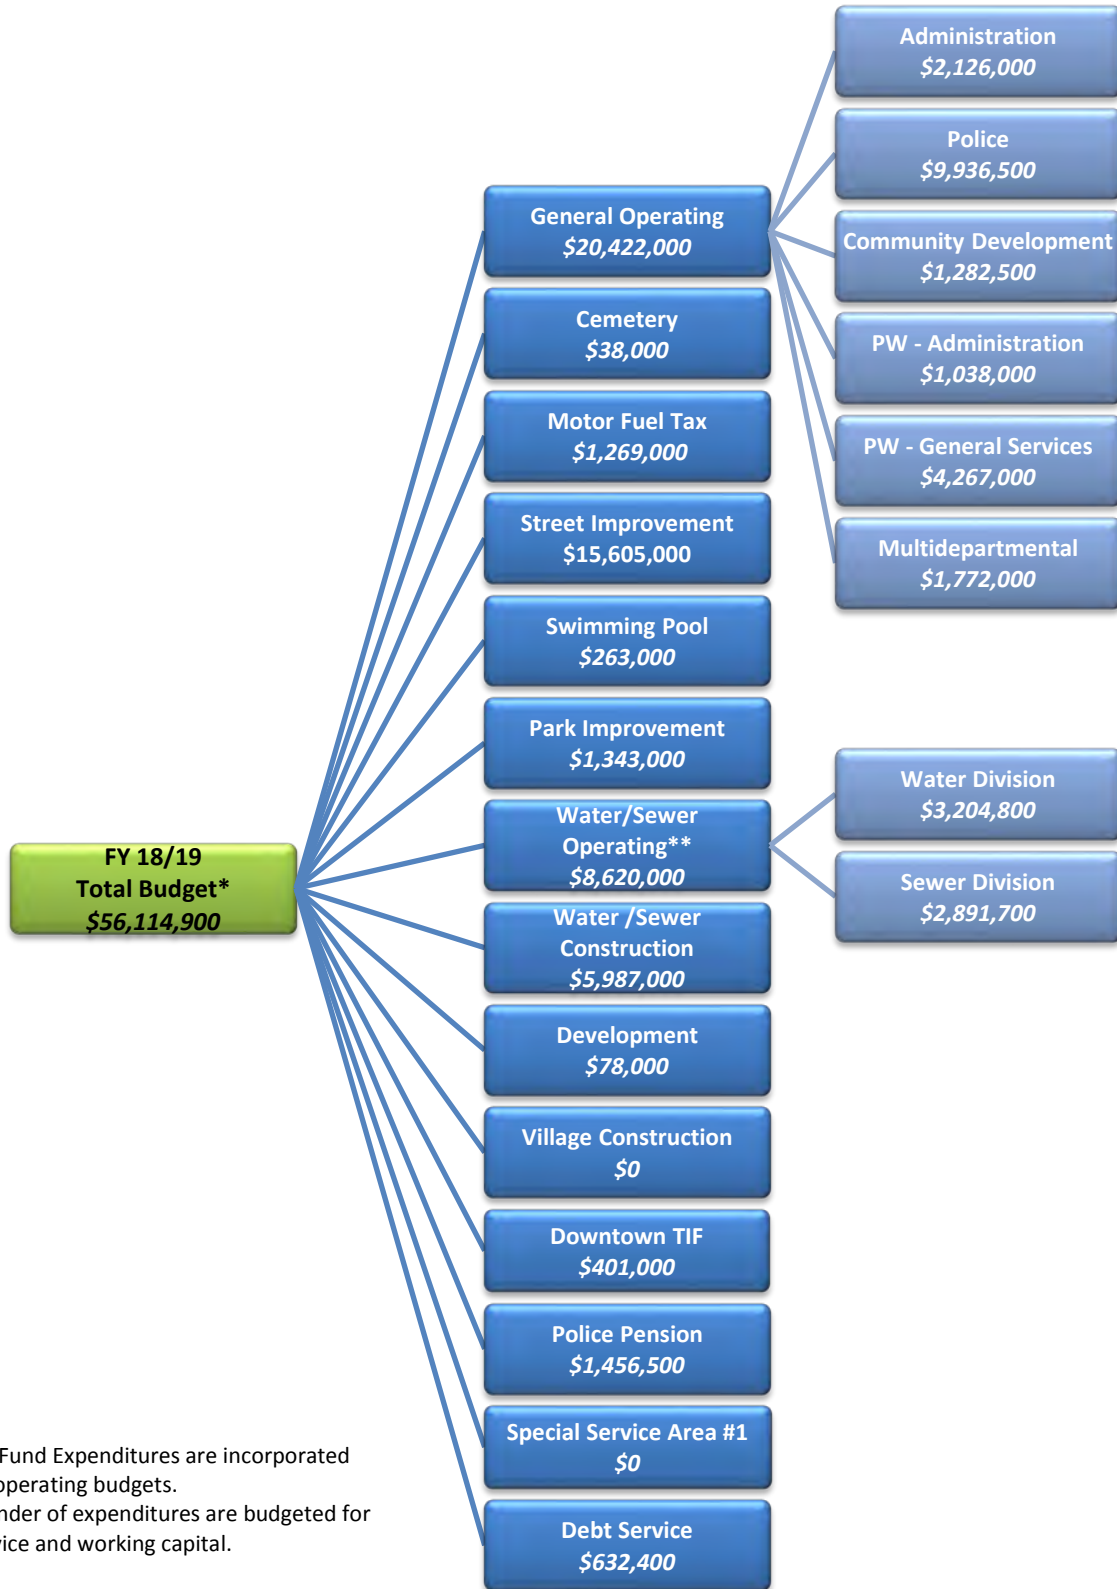 FY 18/19
Total Budget*
$56,114,900
General Operating
$20,422,000
Cemetery
$38,000
Motor Fuel Tax
$1,269,000
Street Improvement
$15,605,000
Swimming Pool
$263,000
Park Improvement
$1,343,000
Water/Sewer
Operating**
$8,620,000
Water /Sewer
Construction
$5,987,000
Development
$78,000
Village Construction
$0
Downtown TIF
$401,000
Police Pension
$1,456,500
Special Service Area #1
$0
Debt Service
$632,400
Administration
$2,126,000
Police
$9,936,500
Community Development
$1,282,500
PW - Administration
$1,038,000
PW - General Services
$4,267,000
Multidepartmental
$1,772,000
Water Division
$3,204,800
Sewer Division
$2,891,700
Fund Expenditures are incorporated
operating budgets.
nder of expenditures are budgeted for
vice and working capital.